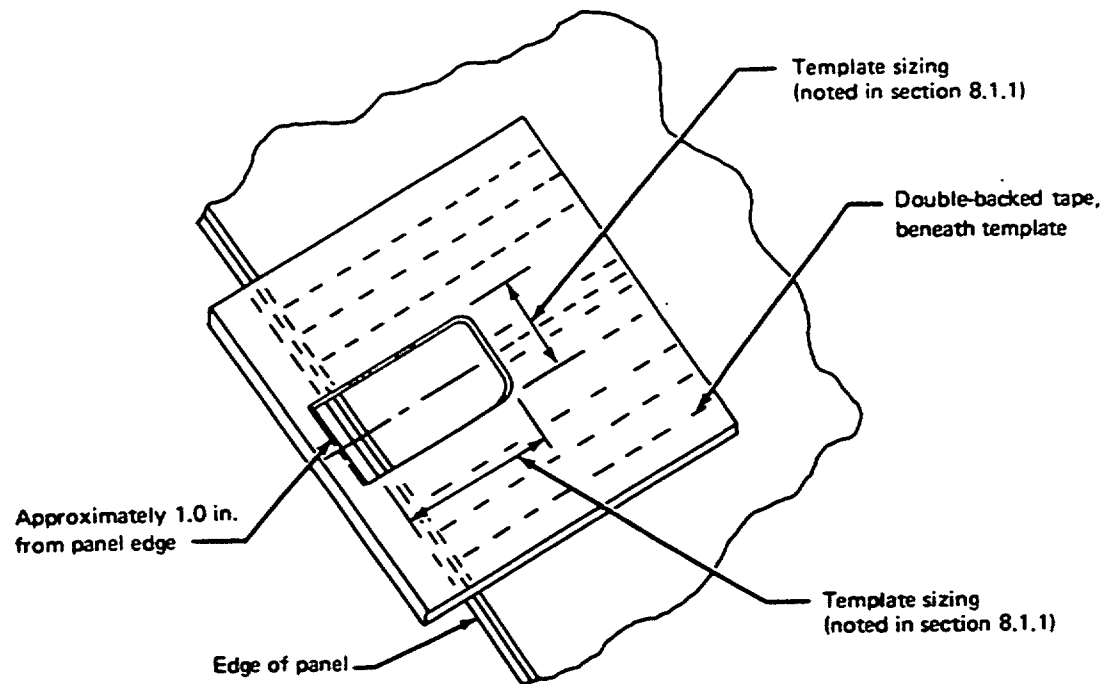 Template sizing
(noted in section 8.1.1)
Double-backed tape,
beneath template
Approximately 1.0 in.
from panel edge
Template sizing
(noted in section 8.1.1)
Edge of panel